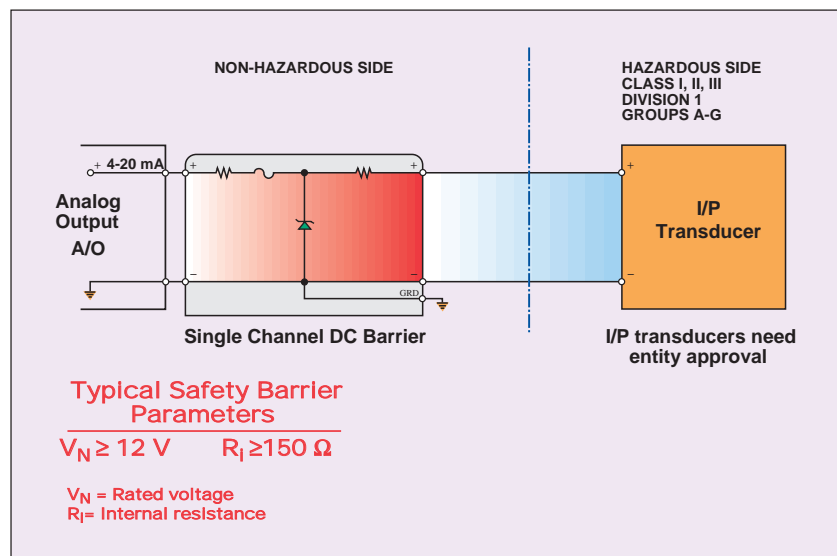 NON-HAZARDOUS SIDE
HAZARDOUS SIDE
CLASS I, II, III
DIVISION 1
GROUPS A-G
+ 4-20 mA
+
+
+
Analog
Output
A/O
I/P
Transducer
–
–
–
GRD
Single Channel DC Barrier
I/P transducers need
entity approval
Typical Safety Barrier
Parameters
VN ≥ 12 V Ri ≥150 Ω
VN = Rated voltage
RI= Internal resistance